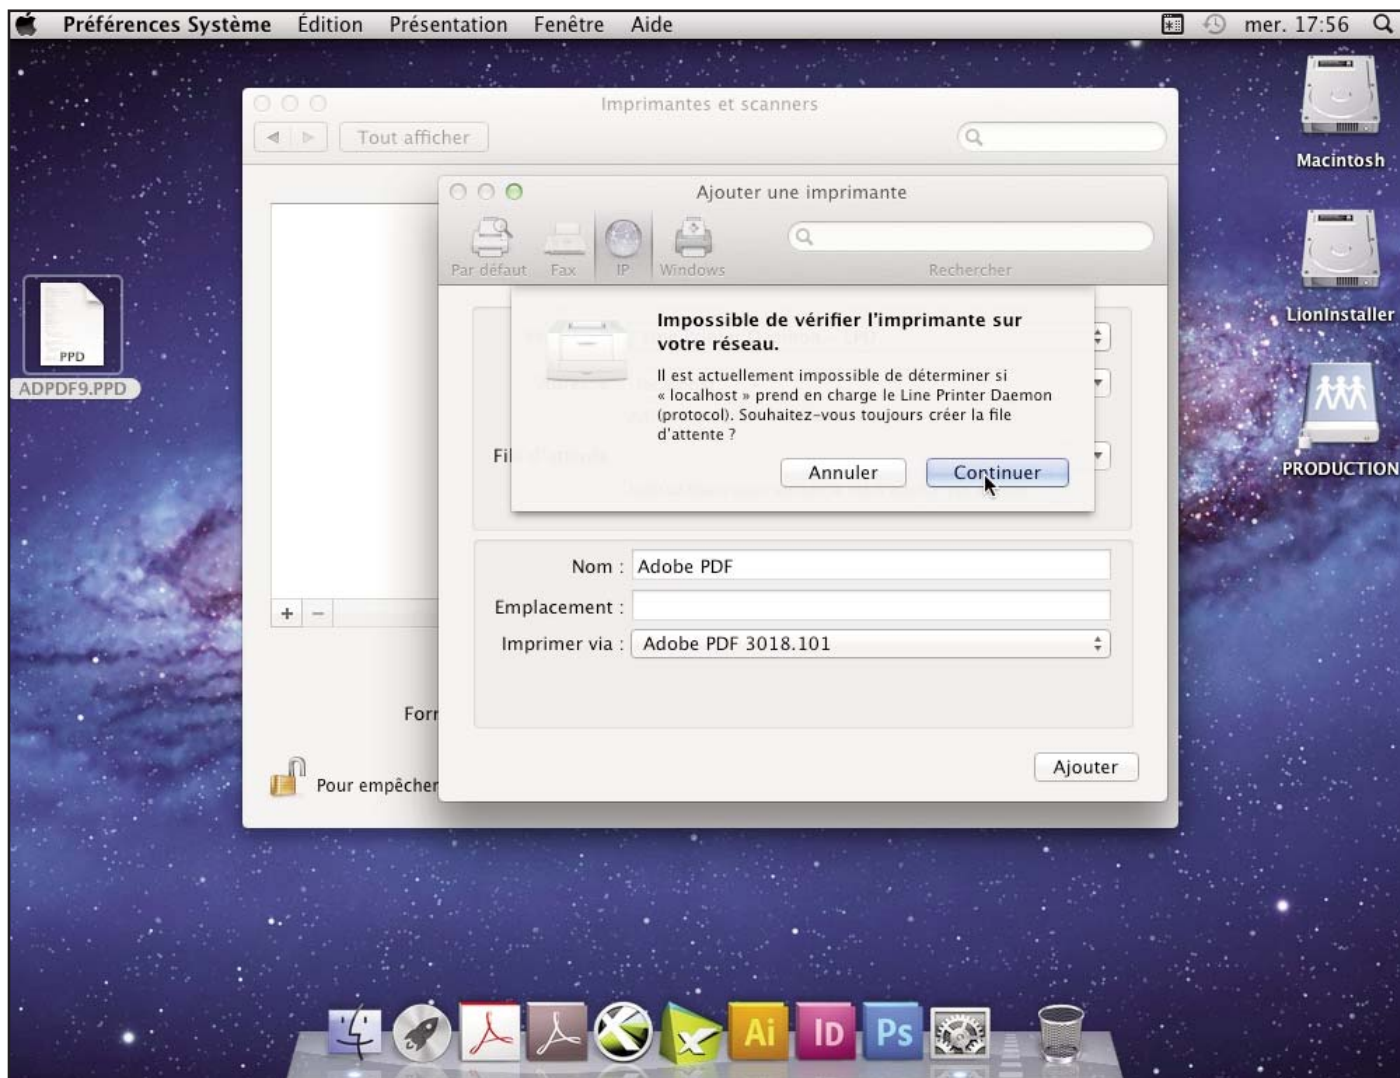 Préférences Système Édition Présentation Fenêtre Aide mer. 17:56
Imprimantes et scanners
Tout afficher
Macintosh
Ajouter une imprimante
Par défaut Fax IP Windows Rechercher
LionInstaller
PPD
ADPDF9.PPD
Impossible de vérifier l'imprimante sur
votre réseau.
Il est actuellement impossible de déterminer si
« localhost » prend en charge le Line Printer Daemon
(protocol). Souhaitez-vous toujours créer la file
d'attente ?
Fil
Annuler Continuer
PRODUCTION
Nom : Adobe PDF
Emplacement :
Imprimer via : Adobe PDF 3018.101
Form
Ajouter
Pour empêcher
Ai ID Ps